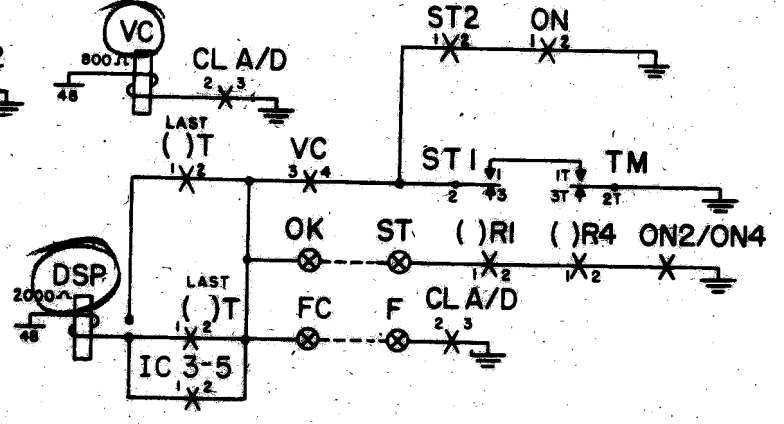 VC
ST2 ON
1 2 1 2
800Ω CL A/D
48 2 3
LAST
( )T VC ST1 1 1T TM
1 2 3 4 2 3 3T 2T
OK ST ( )R1 ( )R4 ON2/ON4
1 2 1 2
DSP LAST
2000Ω ( )T FC F CL A/D
48 1 2 2 3
IC 3-5
1 2